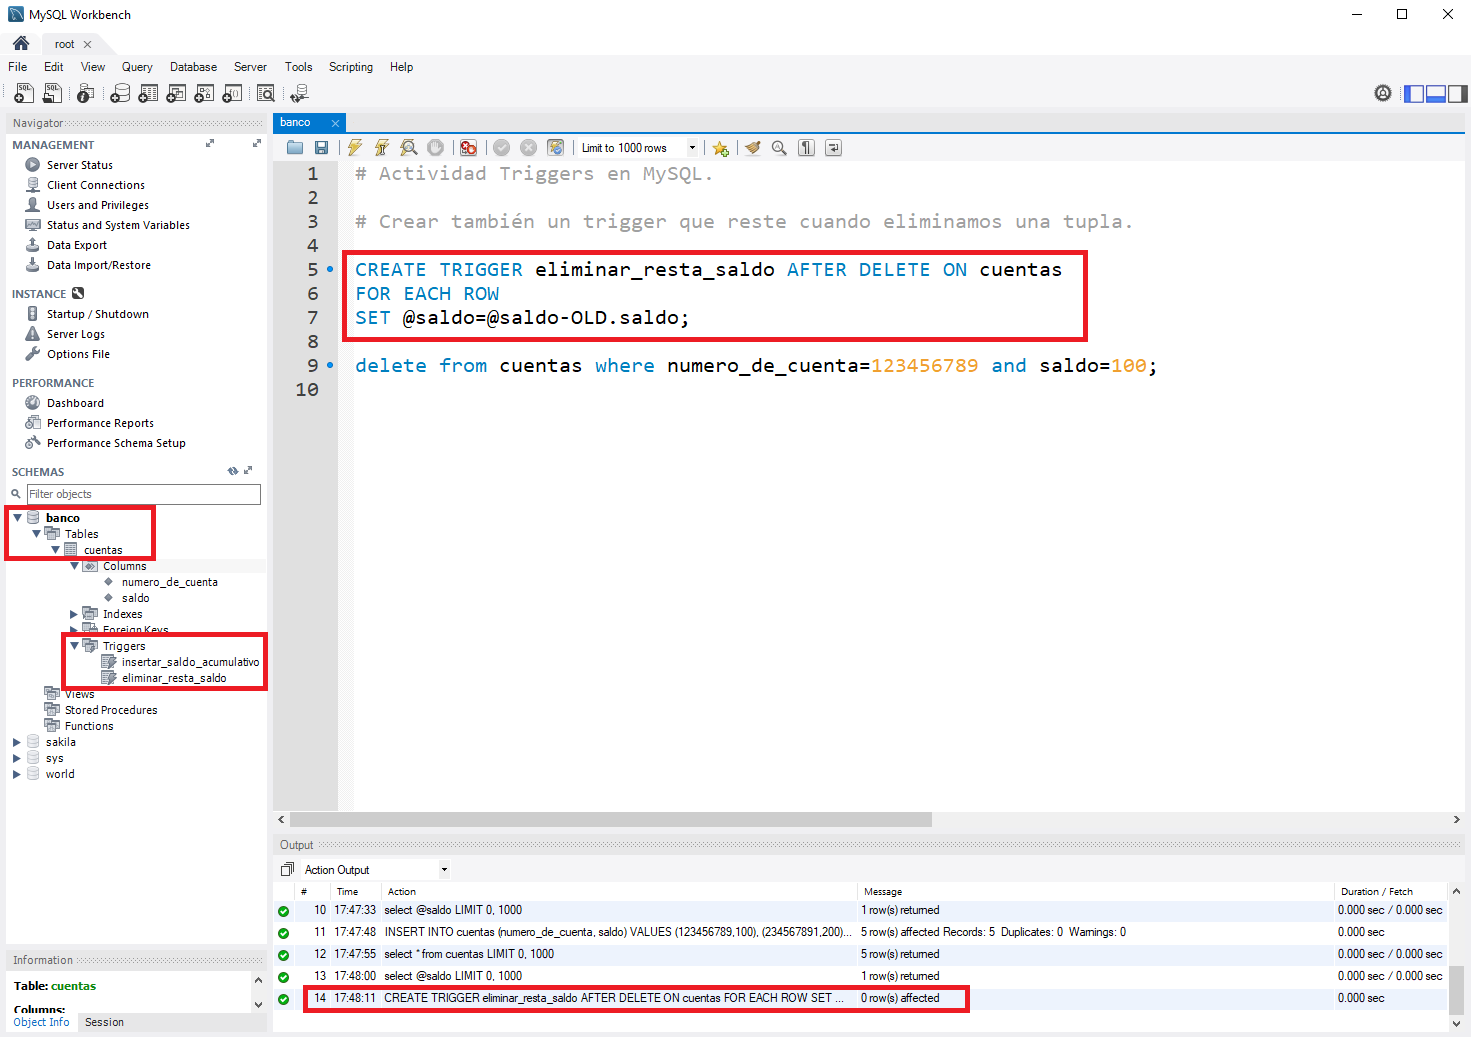 MySQL Workbench
root
File Edit View Query Database Server Tools Scripting Help
Navigator
MANAGEMENT
Server Status
Client Connections
Users and Privileges
Status and System Variables
Data Export
Data Import/Restore
INSTANCE
Startup / Shutdown
Server Logs
Options File
PERFORMANCE
Dashboard
Performance Reports
Performance Schema Setup
SCHEMAS
Filter objects
banco
Tables
cuentas
Columns
numero_de_cuenta
saldo
Indexes
Foreign Keys
Triggers
insertar_saldo_acumulativo
eliminar_resta_saldo
Views
Stored Procedures
Functions
sakila
sys
world
Information
Table: cuentas
Columns:
Object Info Session
banco
Limit to 1000 rows
1 # Actividad Triggers en MySQL.
2
3 # Crear también un trigger que reste cuando eliminamos una tupla.
4
5 CREATE TRIGGER eliminar_resta_saldo AFTER DELETE ON cuentas
6 FOR EACH ROW
7 SET @saldo=@saldo-OLD.saldo;
8
9 delete from cuentas where numero_de_cuenta=123456789 and saldo=100;
10
Output
Action Output
# Time Action Message Duration / Fetch
10 17:47:33 select @saldo LIMIT 0, 1000 1 row(s) returned 0.000 sec / 0.000 sec
11 17:47:48 INSERT INTO cuentas (numero_de_cuenta, saldo) VALUES (123456789,100), (234567891,200)... 5 row(s) affected Records: 5 Duplicates: 0 Warnings: 0 0.000 sec
12 17:47:55 select * from cuentas LIMIT 0, 1000 5 row(s) returned 0.000 sec / 0.000 sec
13 17:48:00 select @saldo LIMIT 0, 1000 1 row(s) returned 0.000 sec / 0.000 sec
14 17:48:11 CREATE TRIGGER eliminar_resta_saldo AFTER DELETE ON cuentas FOR EACH ROW SET ... 0 row(s) affected 0.000 sec